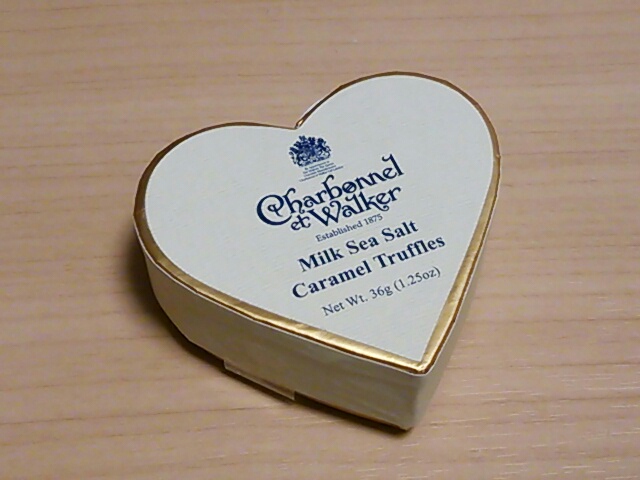 Charbonnel
et Walker
Established 1875
Milk Sea Salt
Caramel Truffles
Net Wt. 36g (1.25oz)